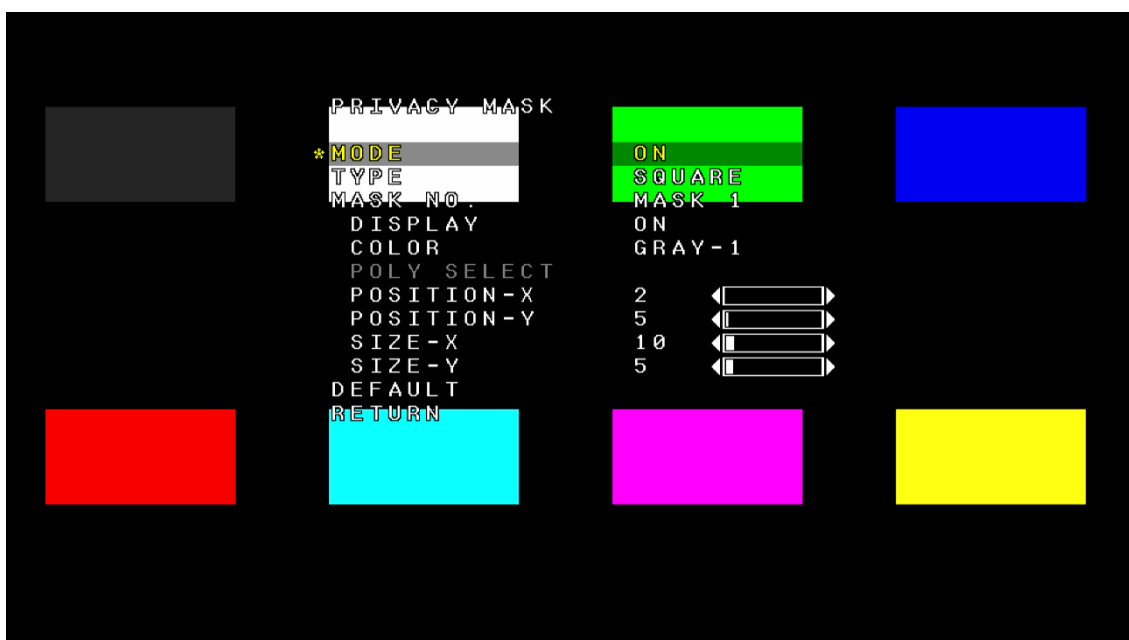 PRIVACY MASK
*MODE ON
TYPE SQUARE
MASK NO. MASK 1
DISPLAY ON
COLOR GRAY-1
POLY SELECT
POSITION-X 2
POSITION-Y 5
SIZE-X 10
SIZE-Y 5
DEFAULT
RETURN